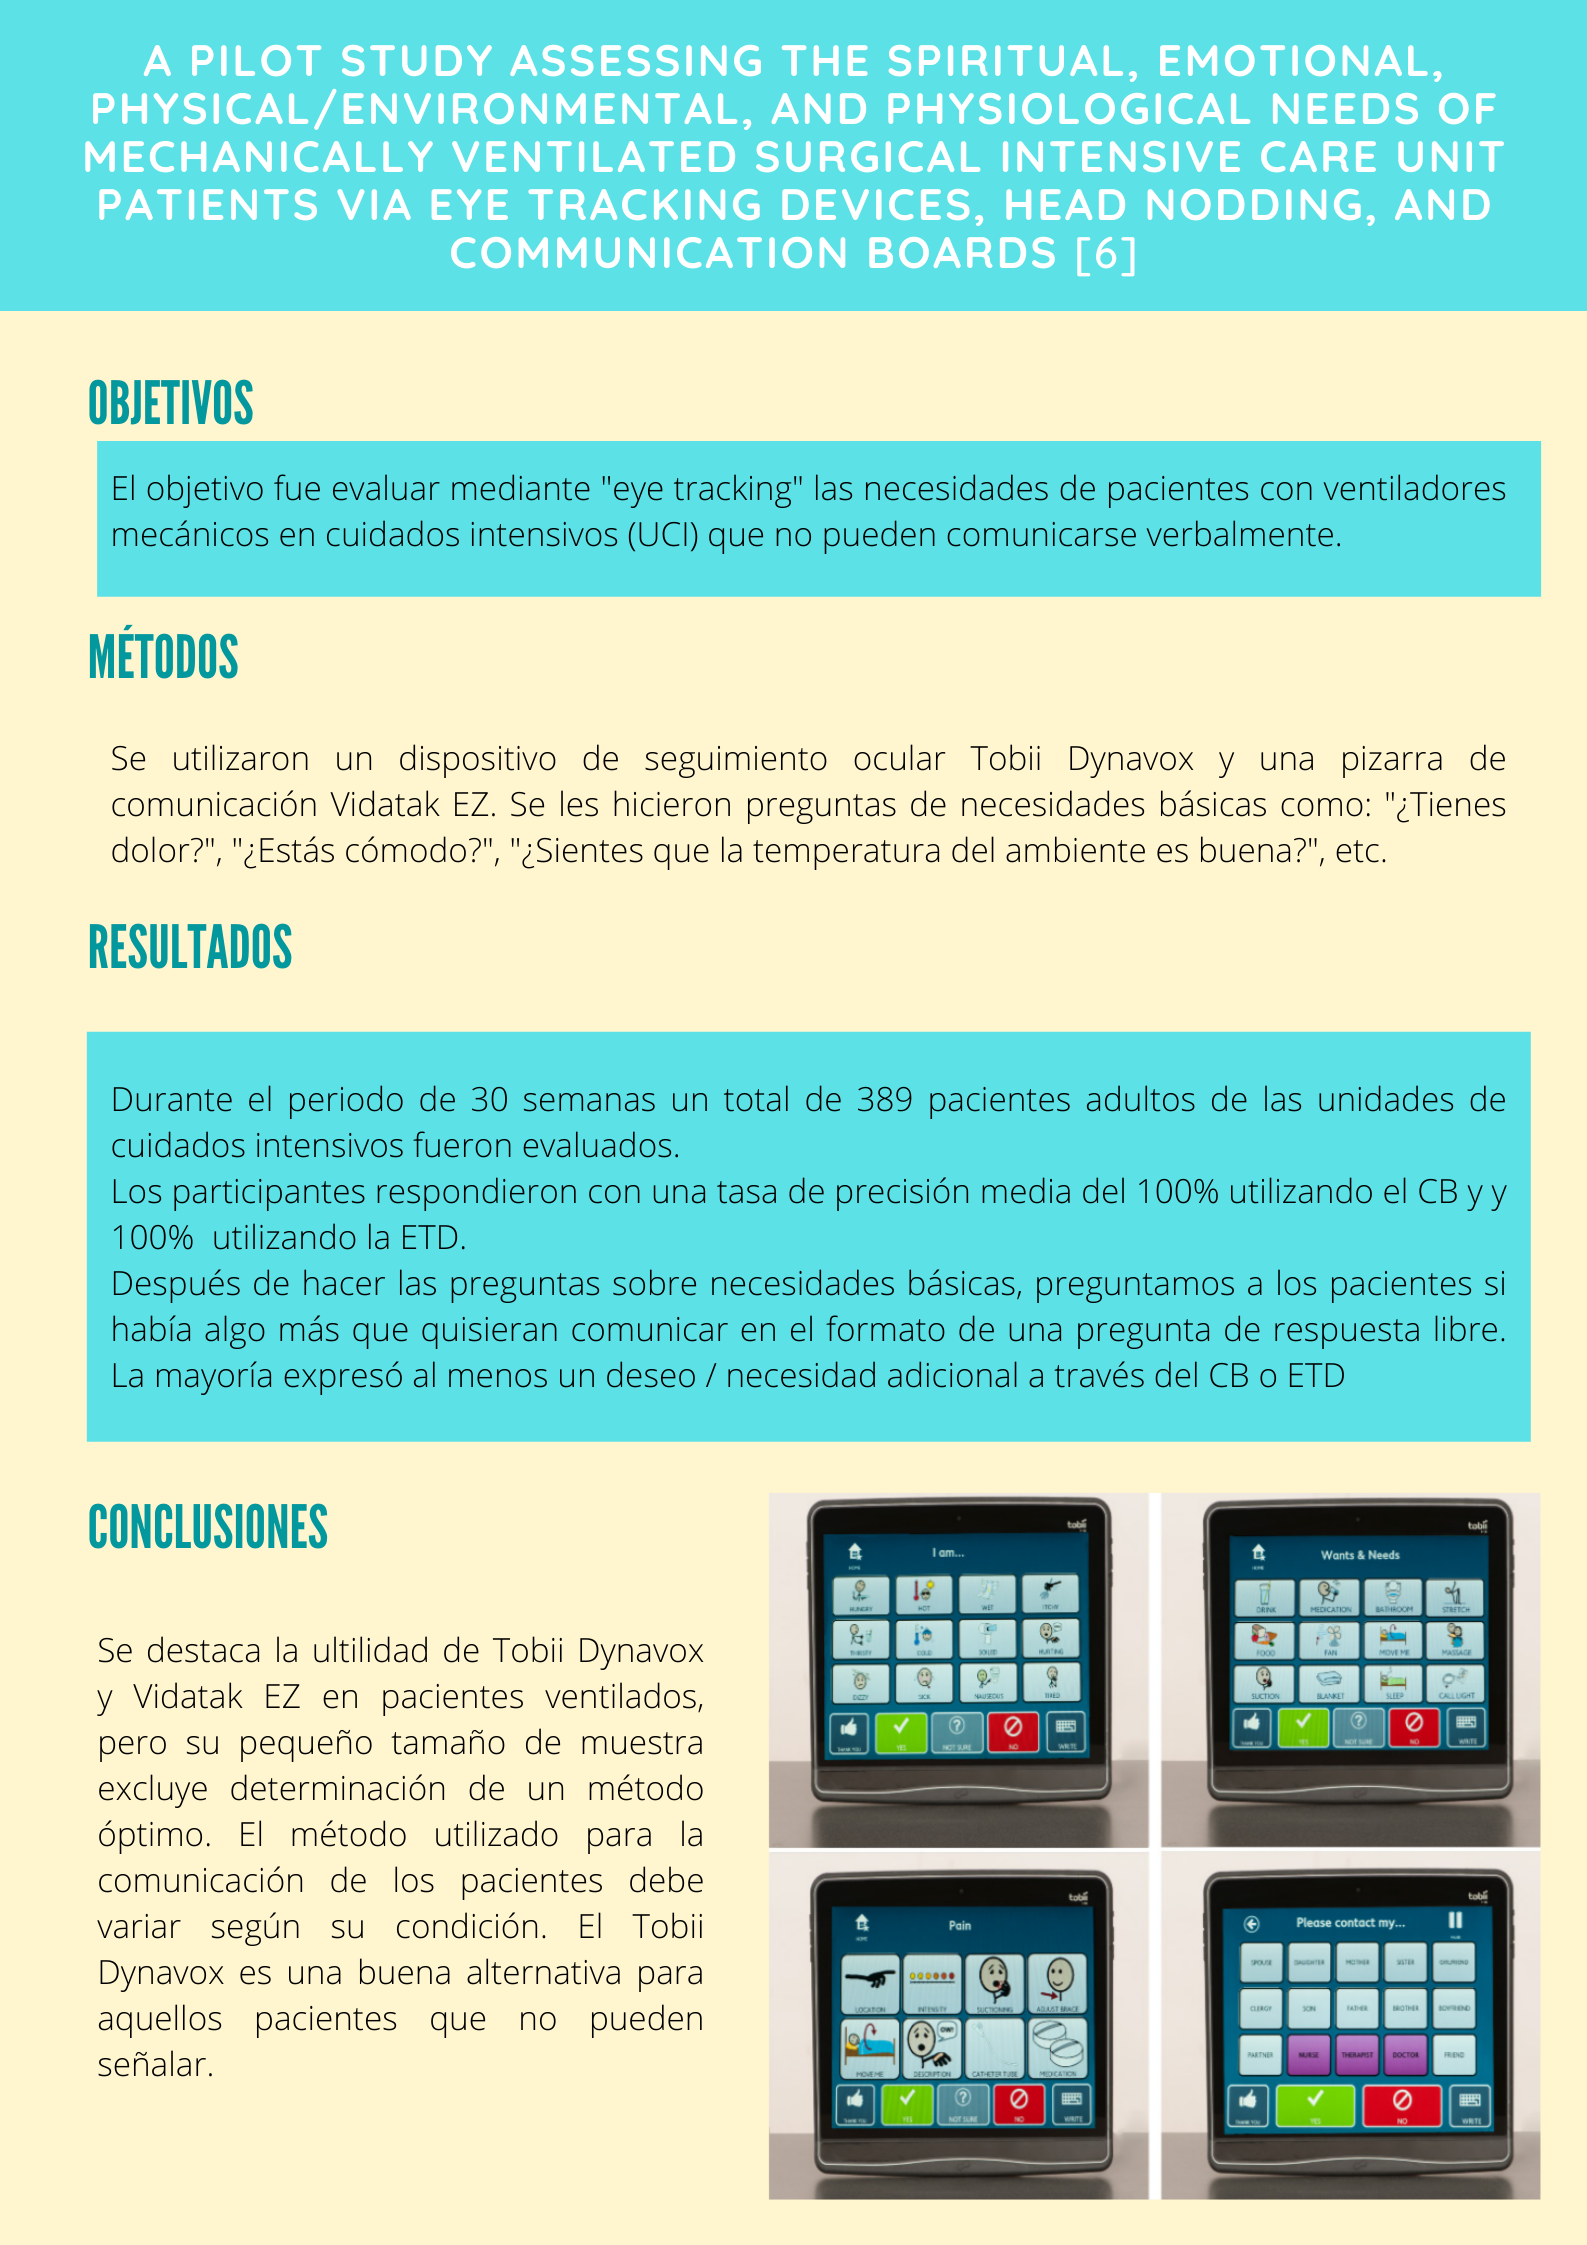 A PILOT STUDY ASSESSING THE SPIRITUAL, EMOTIONAL,
PHYSICAL/ENVIRONMENTAL, AND PHYSIOLOGICAL NEEDS OF
MECHANICALLY VENTILATED SURGICAL INTENSIVE CARE UNIT
PATIENTS VIA EYE TRACKING DEVICES, HEAD NODDING, AND
COMMUNICATION BOARDS [6]
OBJETIVOS
El objetivo fue evaluar mediante "eye tracking" las necesidades de pacientes con ventiladores
mecánicos en cuidados intensivos (UCI) que no pueden comunicarse verbalmente.
MÉTODOS
Se utilizaron un dispositivo de seguimiento ocular Tobii Dynavox y una pizarra de
comunicación Vidatak EZ. Se les hicieron preguntas de necesidades básicas como: "¿Tienes
dolor?", "¿Estás cómodo?", "¿Sientes que la temperatura del ambiente es buena?", etc.
RESULTADOS
Durante el periodo de 30 semanas un total de 389 pacientes adultos de las unidades de
cuidados intensivos fueron evaluados.
Los participantes respondieron con una tasa de precisión media del 100% utilizando el CB y y
100% utilizando la ETD.
Después de hacer las preguntas sobre necesidades básicas, preguntamos a los pacientes si
había algo más que quisieran comunicar en el formato de una pregunta de respuesta libre.
La mayoría expresó al menos un deseo / necesidad adicional a través del CB o ETD
CONCLUSIONES
Se destaca la ultilidad de Tobii Dynavox
y Vidatak EZ en pacientes ventilados,
pero su pequeño tamaño de muestra
excluye determinación de un método
óptimo. El método utilizado para la
comunicación de los pacientes debe
variar según su condición. El Tobii
Dynavox es una buena alternativa para
aquellos pacientes que no pueden
señalar.
tobii
I am...
HOME
HUNGRY HOT WET ITCHY
THIRSTY COLD SOILED HURTING
DIZZY SICK NAUSEOUS TIRED
THANK YOU YES NOT SURE NO WRITE
tobii
Wants & Needs
HOME
DRINK MEDICATION BATHROOM STRETCH
FOOD FAN MOVE ME MASSAGE
SUCTION BLANKET SLEEP CALL LIGHT
THANK YOU YES NOT SURE NO WRITE
tobii
Pain
HOME
LOCATION INTENSITY SUCTIONING ADJUST BRACE
OW!
MOVE ME DESCRIPTION CATHETER TUBE MEDICATION
THANK YOU YES NOT SURE NO WRITE
tobii
Please contact my...
SPOUSE DAUGHTER MOTHER SISTER GIRLFRIEND
CLERGY SON FATHER BROTHER BOYFRIEND
PARTNER NURSE THERAPIST DOCTOR FRIEND
THANK YOU YES NO WRITE